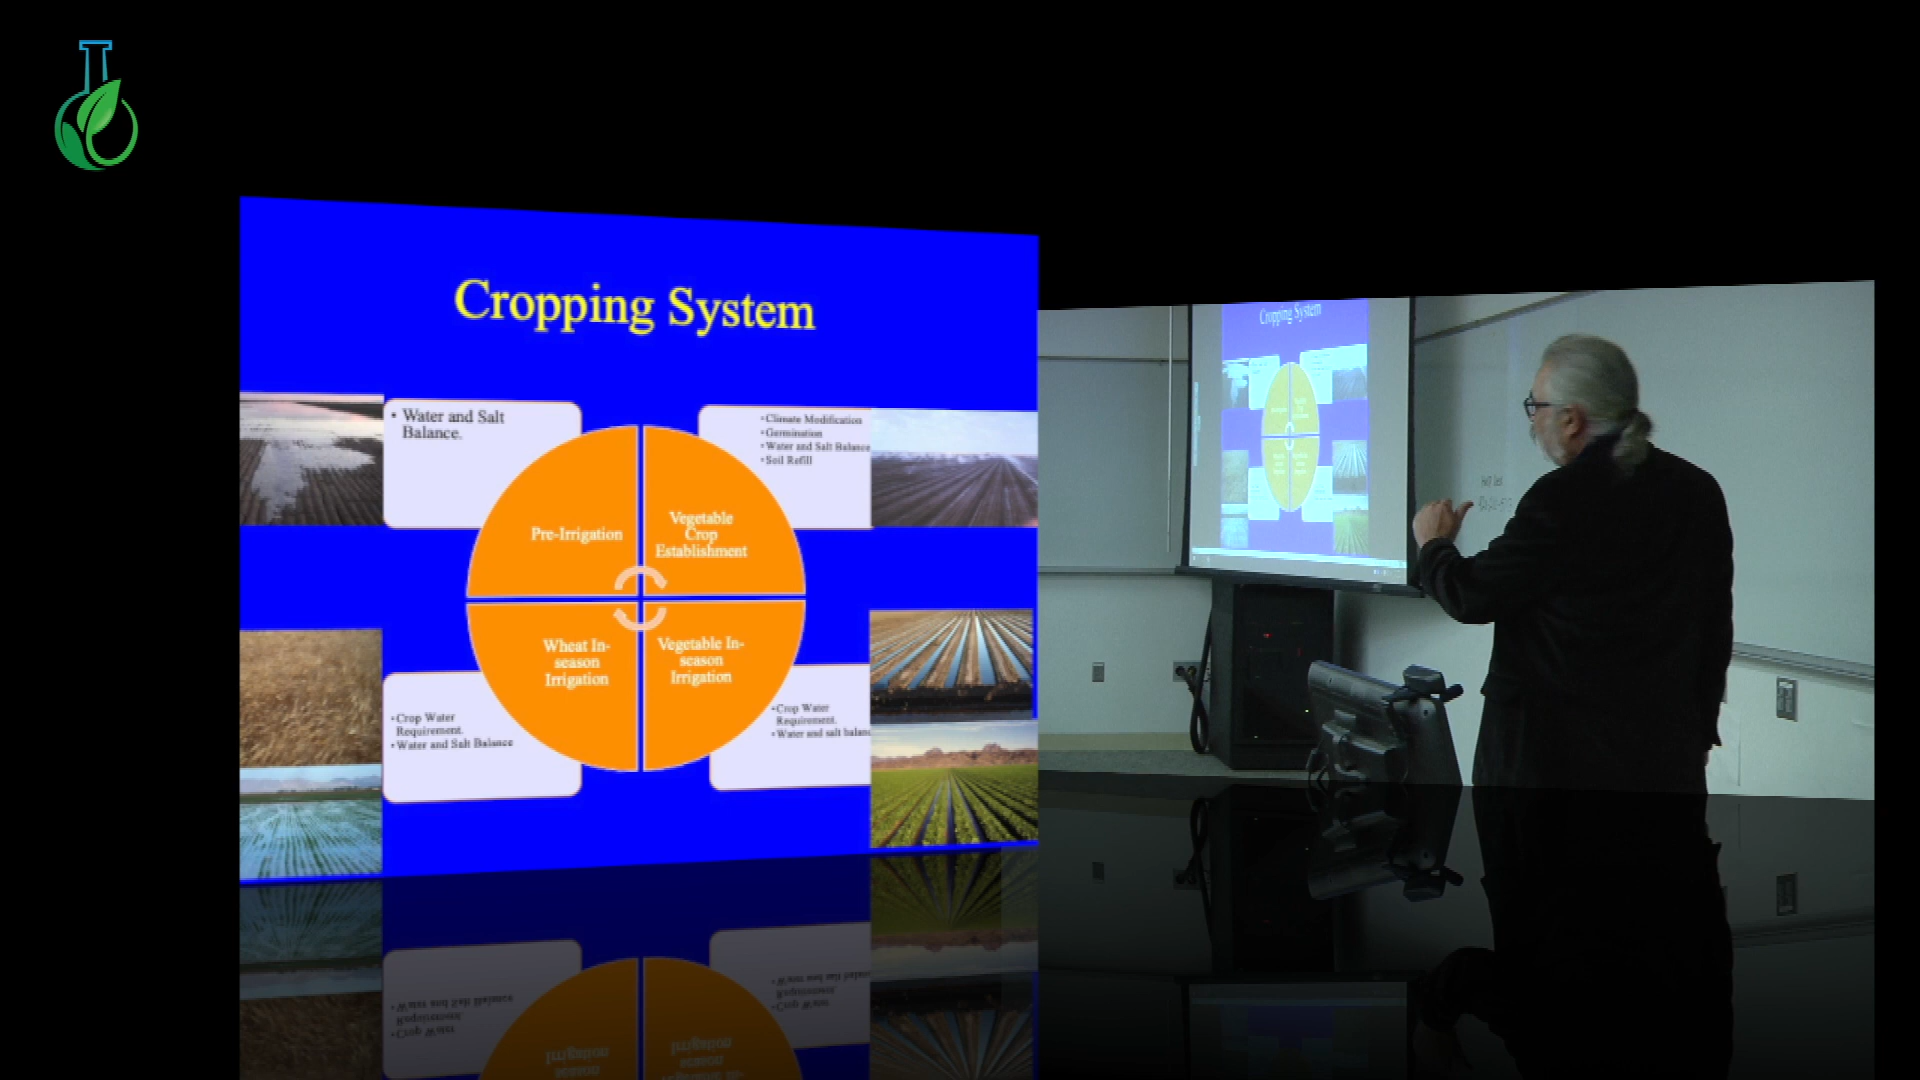 Cropping System
• Water and Salt
Balance.
•Climate Modification
•Germination
•Water and Salt Balance
•Soil Refill
Pre-Irrigation
Vegetable
Crop
Establishment
Wheat In-
season
Irrigation
Vegetable In-
season
Irrigation
•Crop Water
Requirement.
•Water and Salt Balance
•Crop Water
Requirement.
•Water and salt balanc
Cropping System